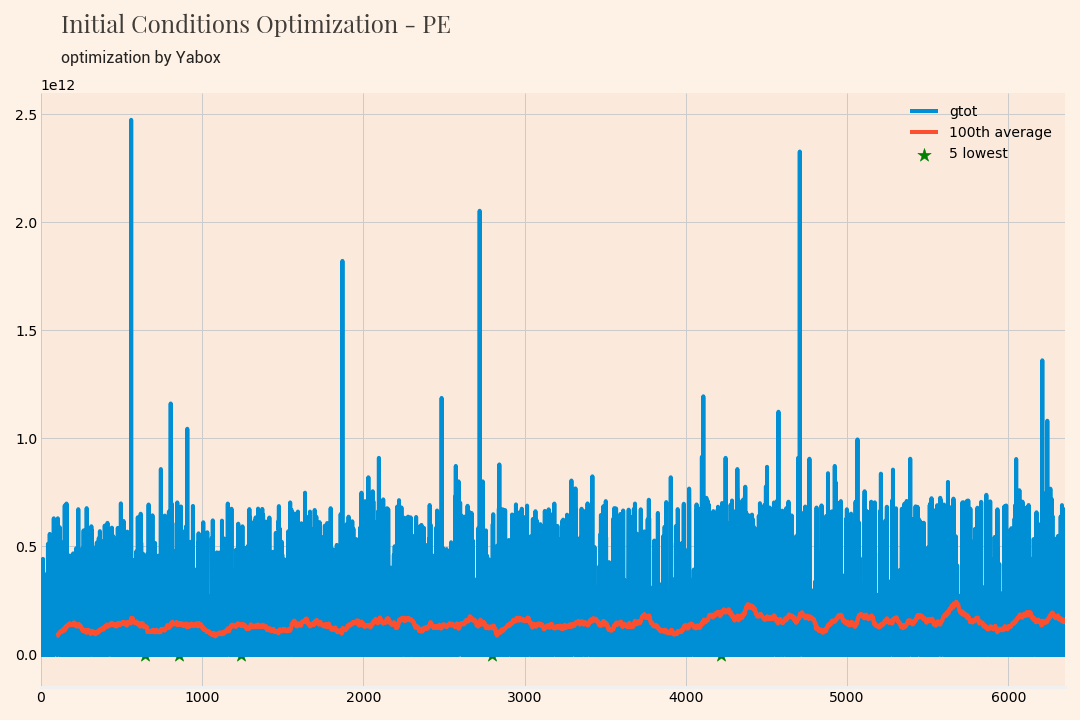 Initial Conditions Optimization - PE
optimization by Yabox
1e12
2.5
2.0
1.5
1.0
0.5
0.0
0 1000 2000 3000 4000 5000 6000
gtot
100th average
5 lowest